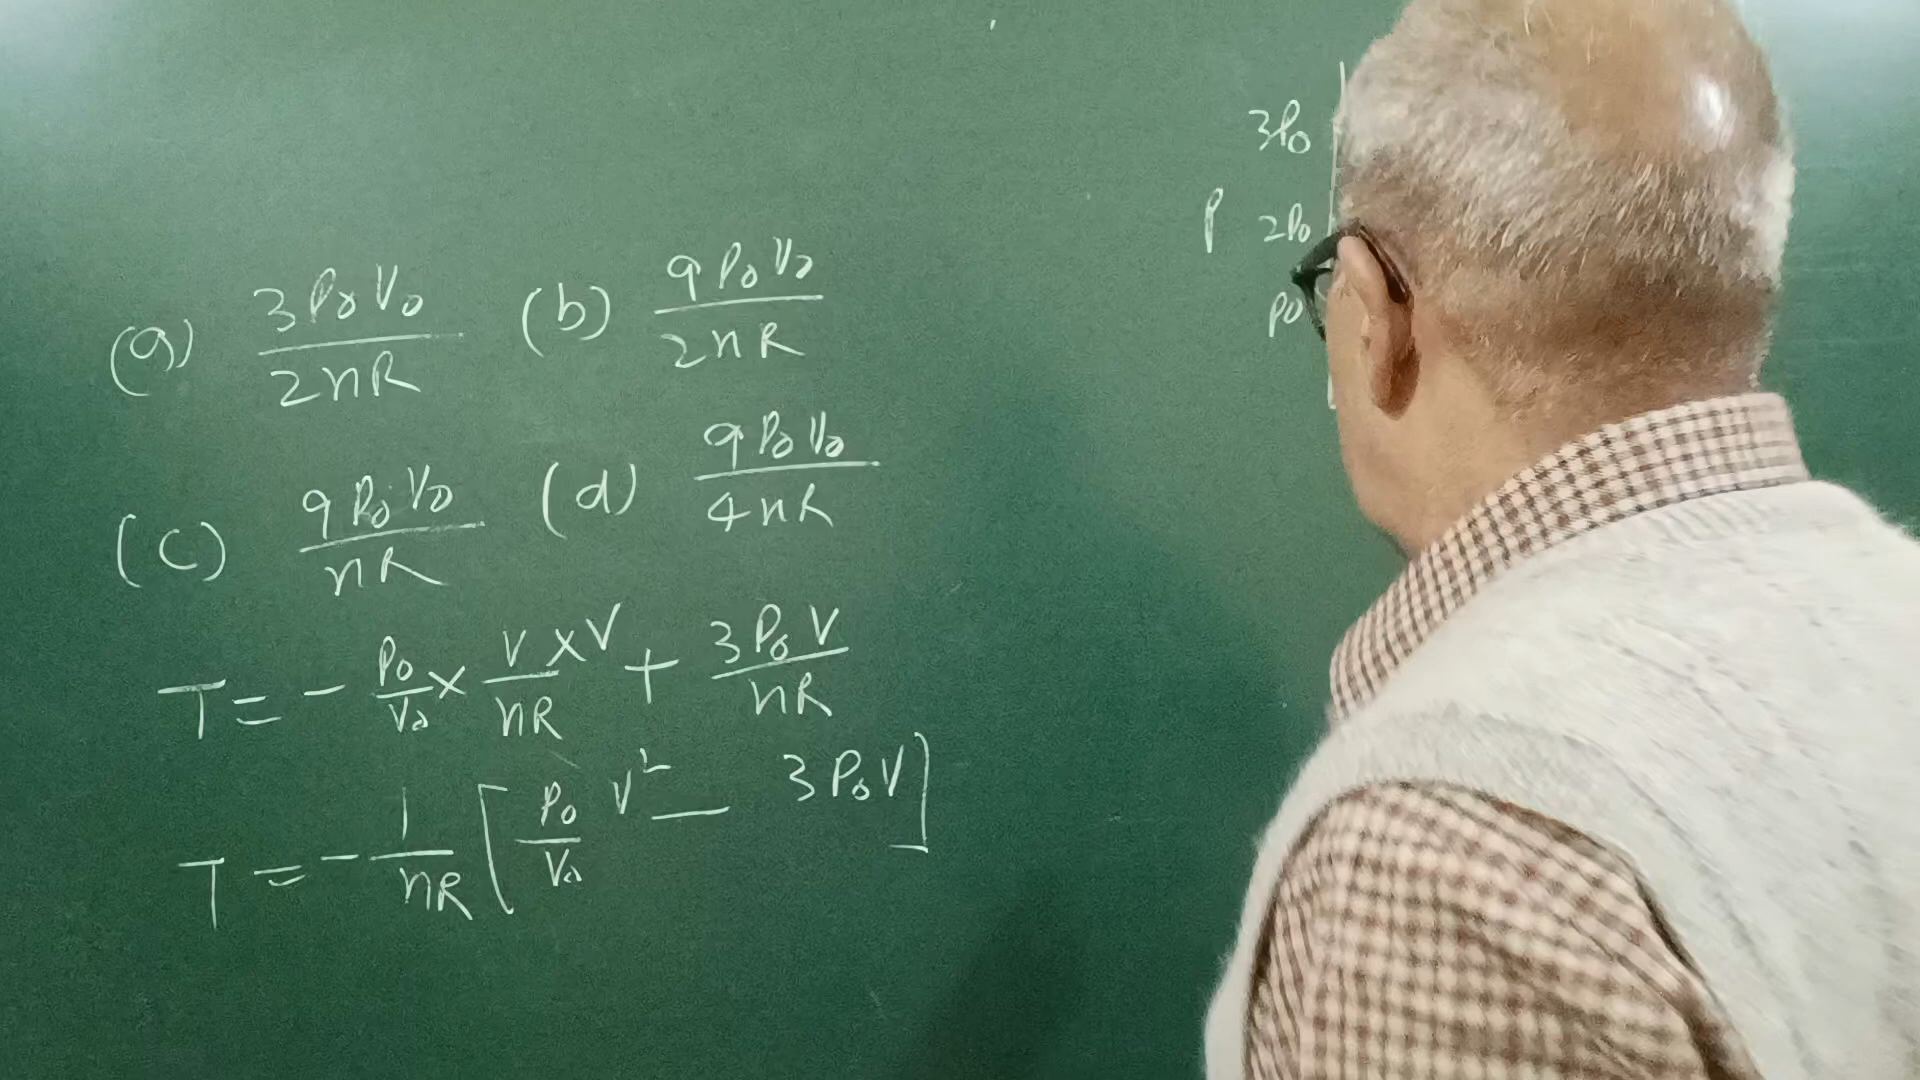 (a) 3P₀V₀/2nR (b) 9P₀V₀/2nR
(c) 9P₀V₀/nR (d) 9P₀V₀/4nR
T = - P₀/V₀ × V/nR × V + 3P₀V/nR
T = - 1/nR [P₀/V₀ V² - 3P₀V]
3P₀
P 2P₀
P₀